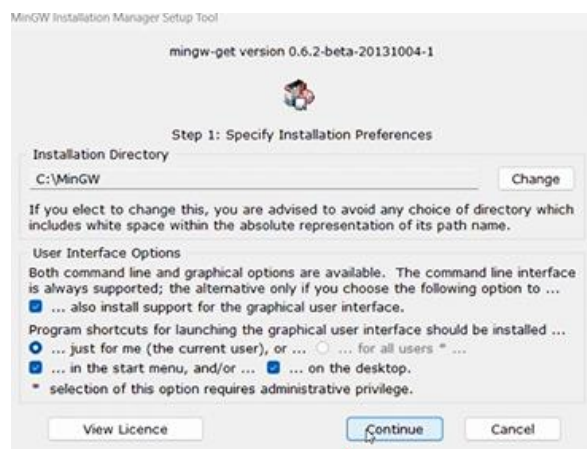 MinGW Installation Manager Setup Tool
mingw-get version 0.6.2-beta-20131004-1
Step 1: Specify Installation Preferences
Installation Directory
C:\MinGW
Change
If you elect to change this, you are advised to avoid any choice of directory which
includes white space within the absolute representation of its path name.
User Interface Options
Both command line and graphical options are available. The command line interface
is always supported; the alternative only if you choose the following option to ...
... also install support for the graphical user interface.
Program shortcuts for launching the graphical user interface should be installed ...
... just for me (the current user), or ... ... for all users * ...
... in the start menu, and/or ... ... on the desktop.
* selection of this option requires administrative privilege.
View Licence Continue Cancel